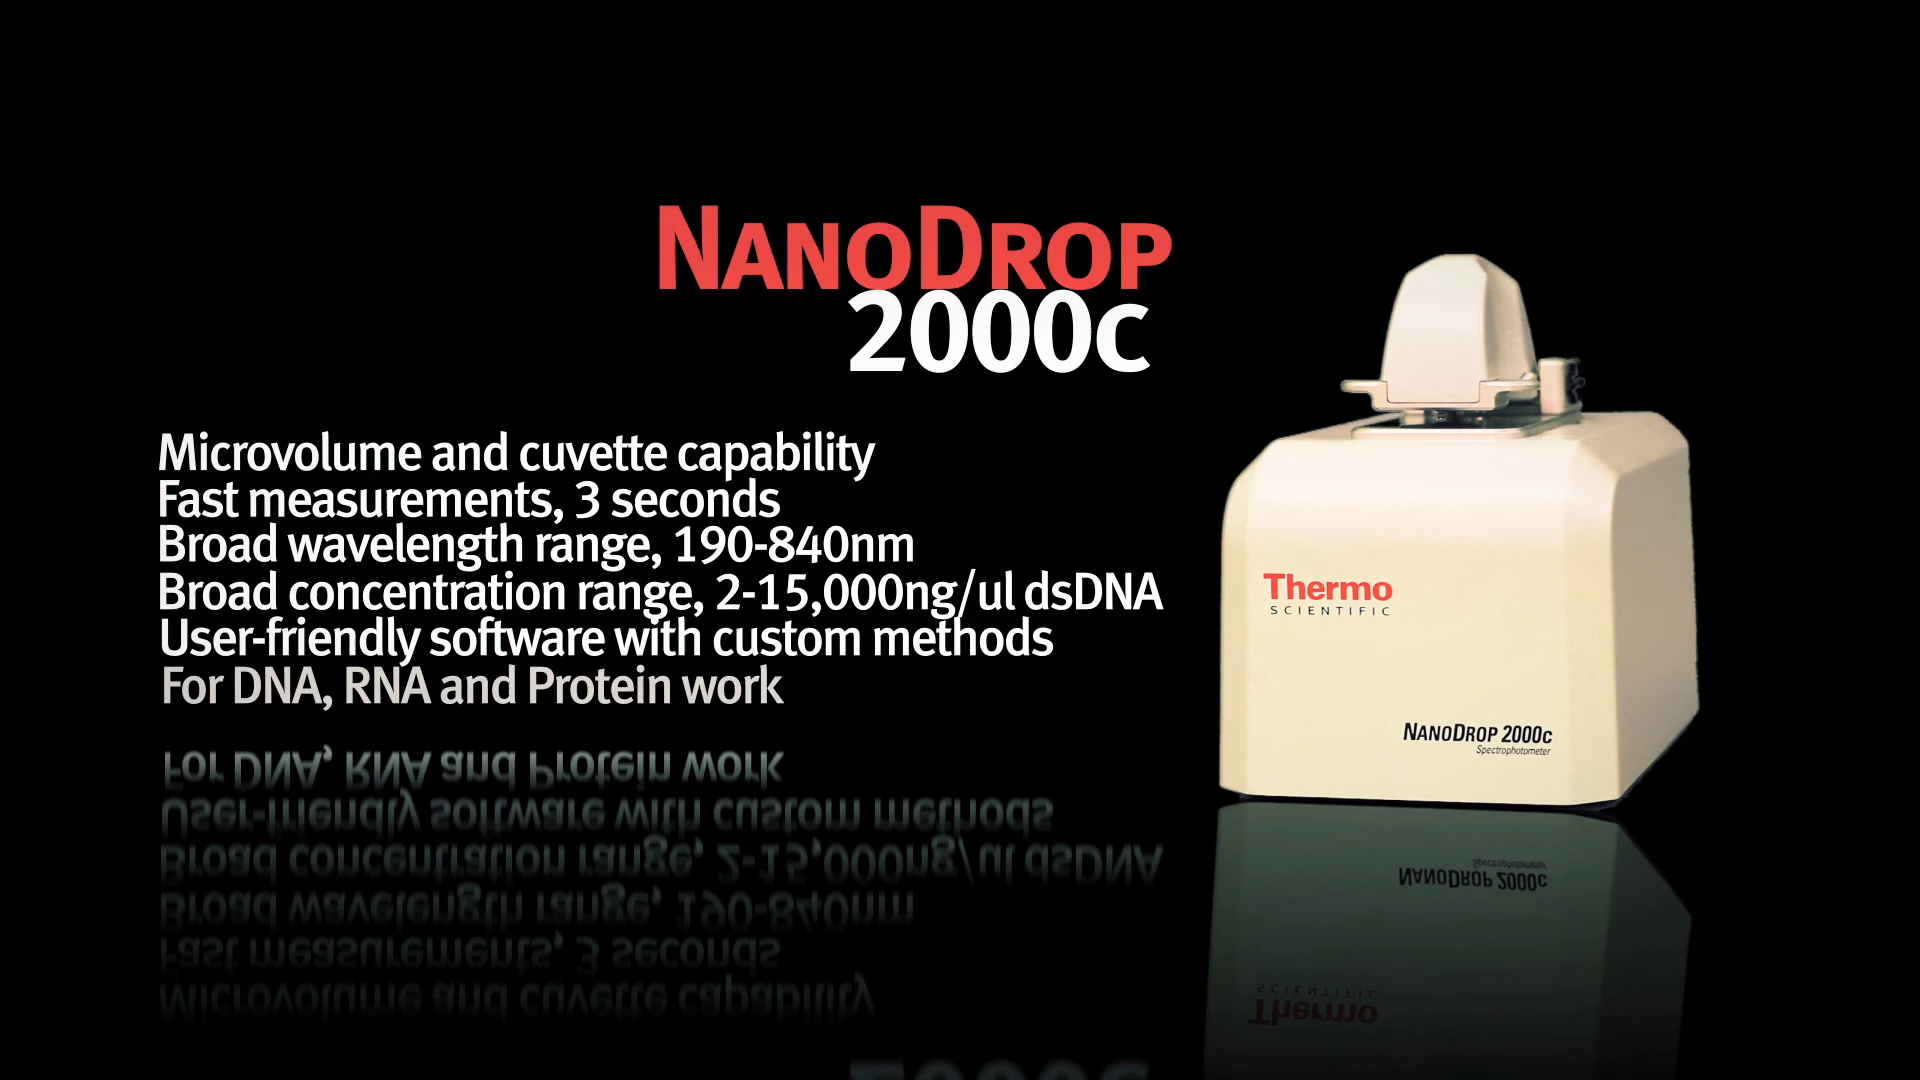 NANODROP
2000c
Microvolume and cuvette capability
Fast measurements, 3 seconds
Broad wavelength range, 190-840nm
Broad concentration range, 2-15,000ng/ul dsDNA
User-friendly software with custom methods
For DNA, RNA and Protein work
Thermo
SCIENTIFIC
NANODROP 2000c
Spectrophotometer